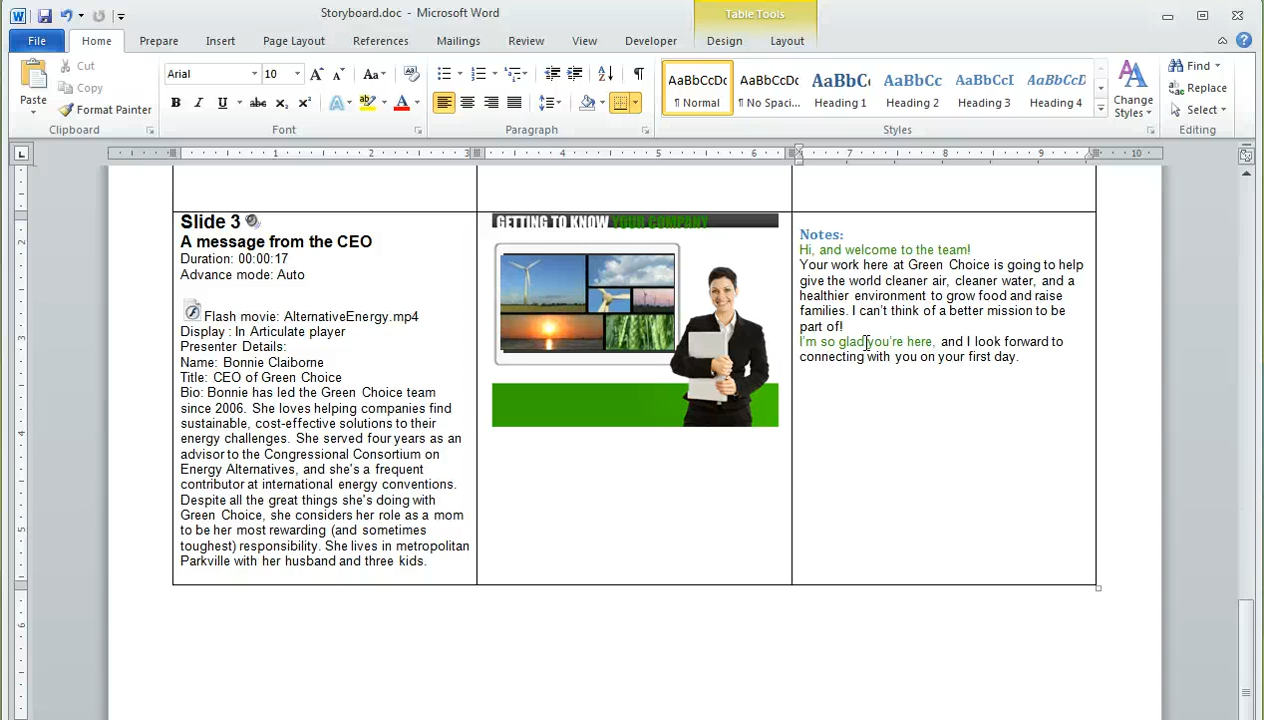 Storyboard.doc - Microsoft Word
Table Tools
File Home Insert Page Layout References Mailings Review View Developer Design Layout
Prepare
Paste
Cut
Copy
Format Painter
Clipboard
Arial 10
Font
Paragraph
AaBbCcDc AaBbCcDc AaBbC AaBbCc AaBbCcI AaBbCcD
¶ Normal ¶ No Spaci... Heading 1 Heading 2 Heading 3 Heading 4
Change Styles
Styles
Find
Replace
Select
Editing
1 2 3 4 5 6 7 8 9 10
Slide 3
A message from the CEO
Duration: 00:00:17
Advance mode: Auto
Flash movie: AlternativeEnergy.mp4
Display : In Articulate player
Presenter Details:
Name: Bonnie Claiborne
Title: CEO of Green Choice
Bio: Bonnie has led the Green Choice team
since 2006. She loves helping companies find
sustainable, cost-effective solutions to their
energy challenges. She served four years as an
advisor to the Congressional Consortium on
Energy Alternatives, and she's a frequent
contributor at international energy conventions.
Despite all the great things she's doing with
Green Choice, she considers her role as a mom
to be her most rewarding (and sometimes
toughest) responsibility. She lives in metropolitan
Parkville with her husband and three kids.
GETTING TO KNOW YOUR COMPANY
Notes:
Hi, and welcome to the team!
Your work here at Green Choice is going to help
give the world cleaner air, cleaner water, and a
healthier environment to grow food and raise
families. I can't think of a better mission to be
part of!
I'm so glad you're here, and I look forward to
connecting with you on your first day.